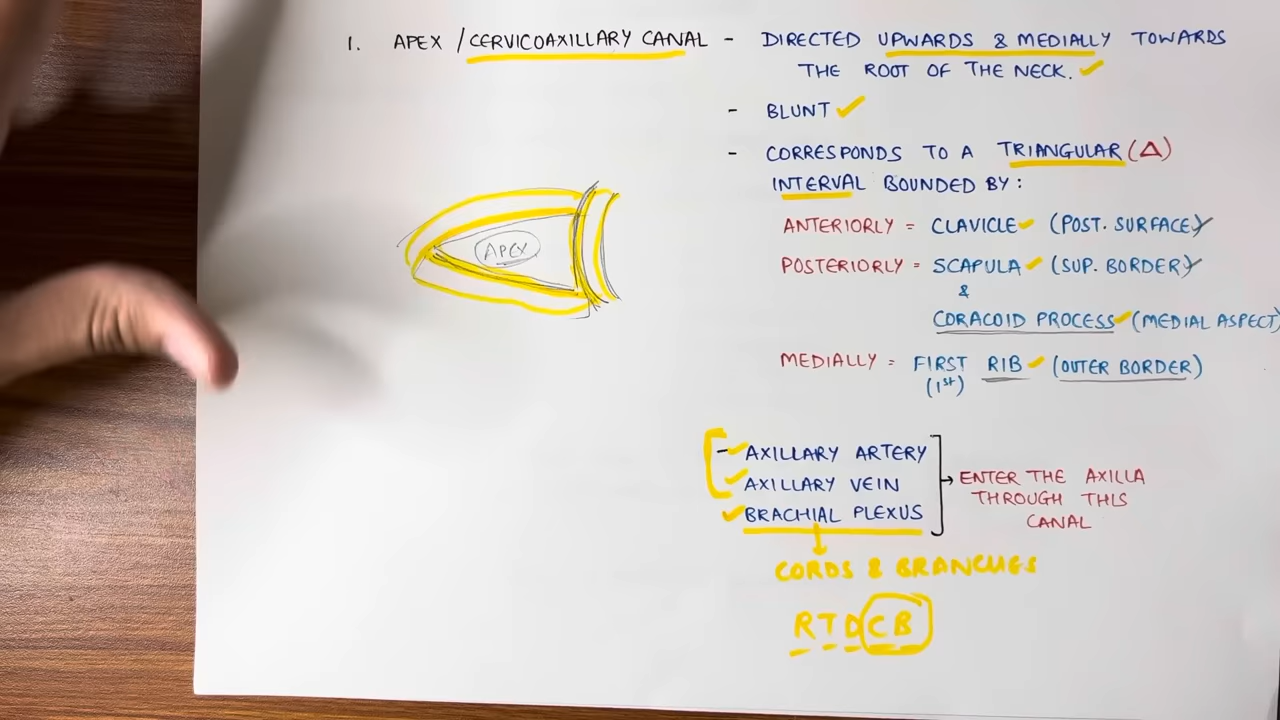 1. APEX / CERVICOAXILLARY CANAL - DIRECTED UPWARDS & MEDIALLY TOWARDS
THE ROOT OF THE NECK.
- BLUNT
- CORRESPONDS TO A TRIANGULAR (Δ)
INTERVAL BOUNDED BY:
APEX
ANTERIORLY = CLAVICLE (POST. SURFACE)
POSTERIORLY = SCAPULA (SUP. BORDER)
&
CORACOID PROCESS (MEDIAL ASPECT)
MEDIALLY = FIRST RIB (OUTER BORDER)
(1st)
- AXILLARY ARTERY
AXILLARY VEIN
BRACHIAL PLEXUS
ENTER THE AXILLA
THROUGH THIS
CANAL
CORDS & BRANCHES
RTDCB